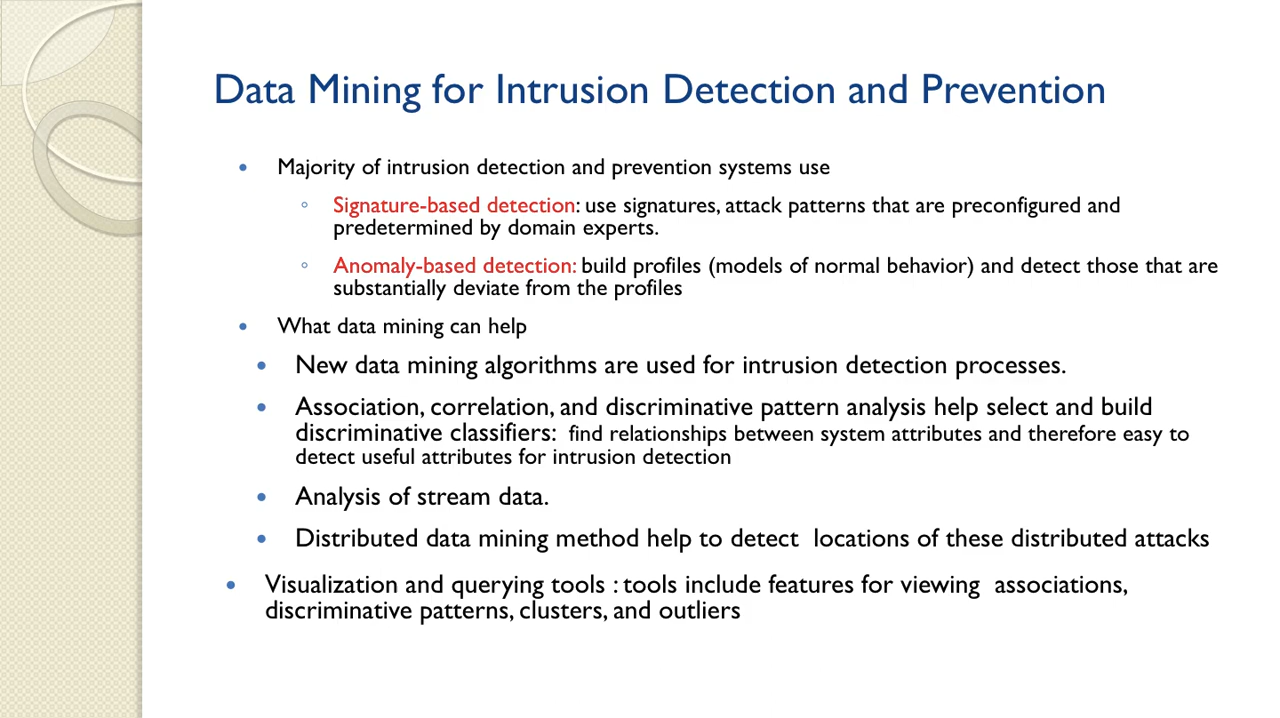 Data Mining for Intrusion Detection and Prevention
• Majority of intrusion detection and prevention systems use
◦ Signature-based detection: use signatures, attack patterns that are preconfigured and
predetermined by domain experts.
◦ Anomaly-based detection: build profiles (models of normal behavior) and detect those that are
substantially deviate from the profiles
• What data mining can help
• New data mining algorithms are used for intrusion detection processes.
• Association, correlation, and discriminative pattern analysis help select and build
discriminative classifiers: find relationships between system attributes and therefore easy to
detect useful attributes for intrusion detection
• Analysis of stream data.
• Distributed data mining method help to detect locations of these distributed attacks
• Visualization and querying tools : tools include features for viewing associations,
discriminative patterns, clusters, and outliers